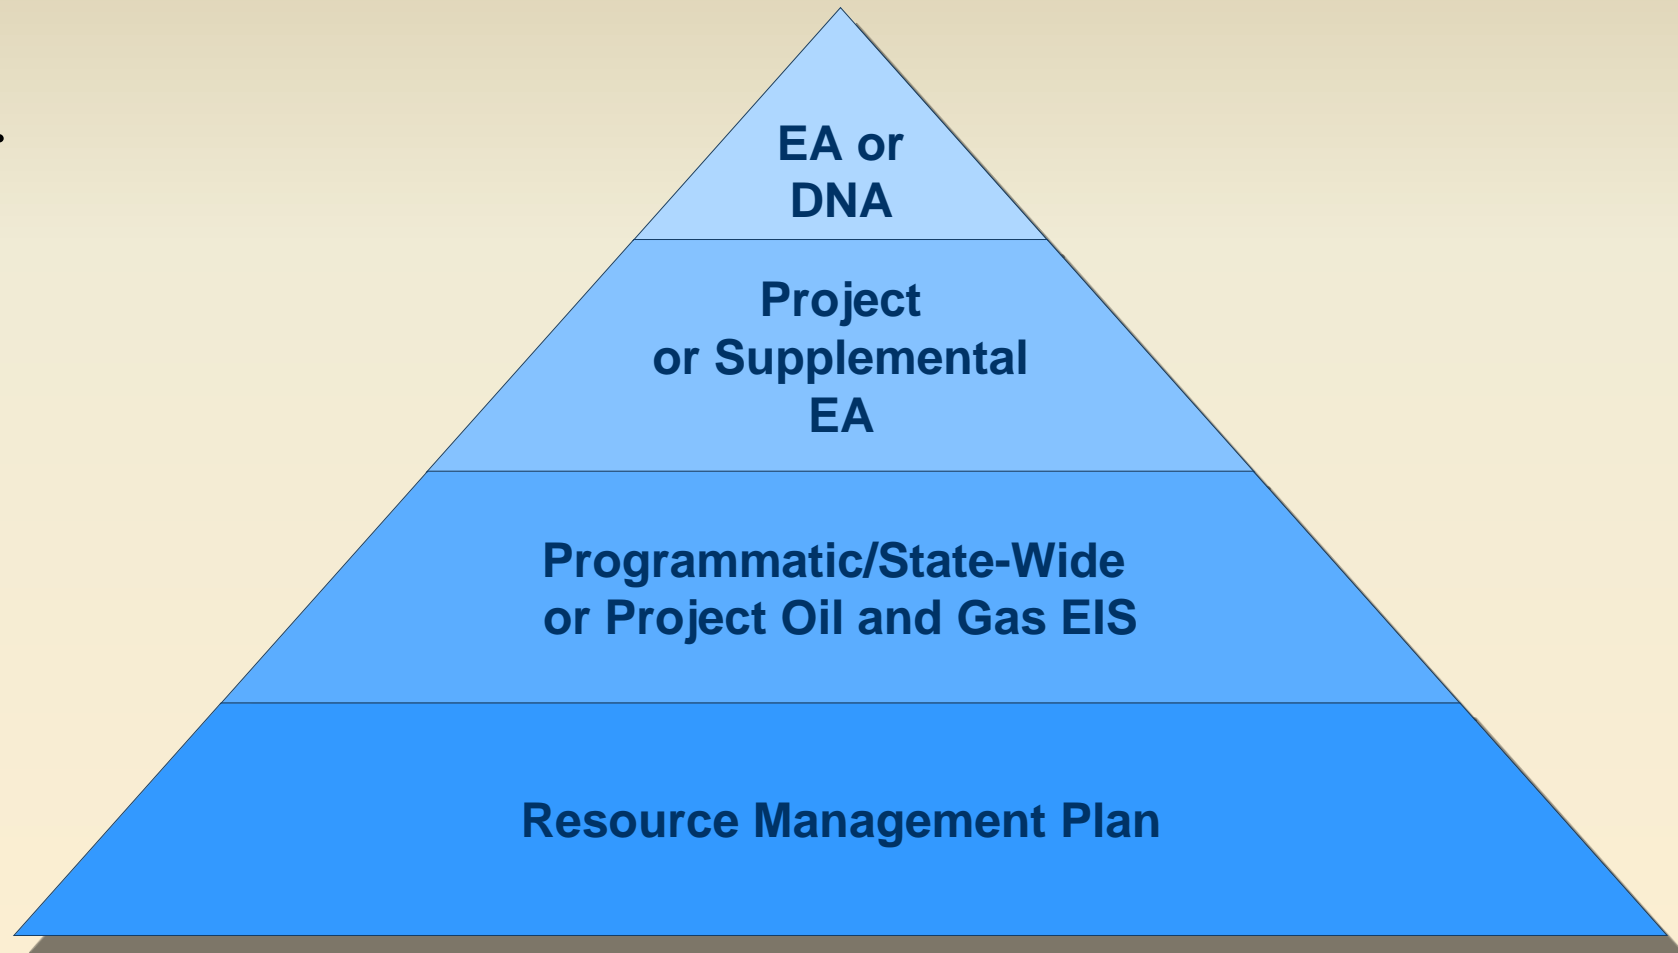 EA or
DNA
Project
or Supplemental
EA
Programmatic/State-Wide
or Project Oil and Gas EIS
Resource Management Plan